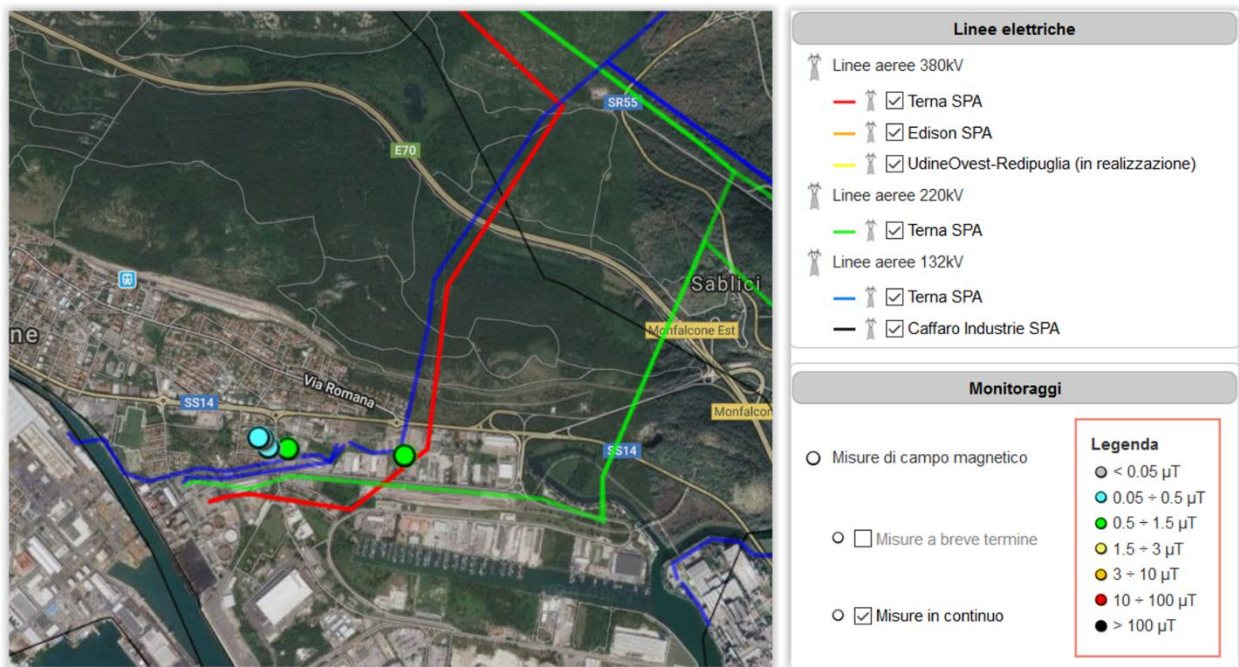 SR55
E70
Sablici
ne
Monfalcone Est
Via Romana
SS14
Monfalcon
SS14
Linee elettriche
Linee aeree 380kV
Terna SPA
Edison SPA
UdineOvest-Redipuglia (in realizzazione)
Linee aeree 220kV
Terna SPA
Linee aeree 132kV
Terna SPA
Caffaro Industrie SPA
Monitoraggi
Misure di campo magnetico
Misure a breve termine
Misure in continuo
Legenda
< 0.05 µT
0.05 ÷ 0.5 µT
0.5 ÷ 1.5 µT
1.5 ÷ 3 µT
3 ÷ 10 µT
10 ÷ 100 µT
> 100 µT